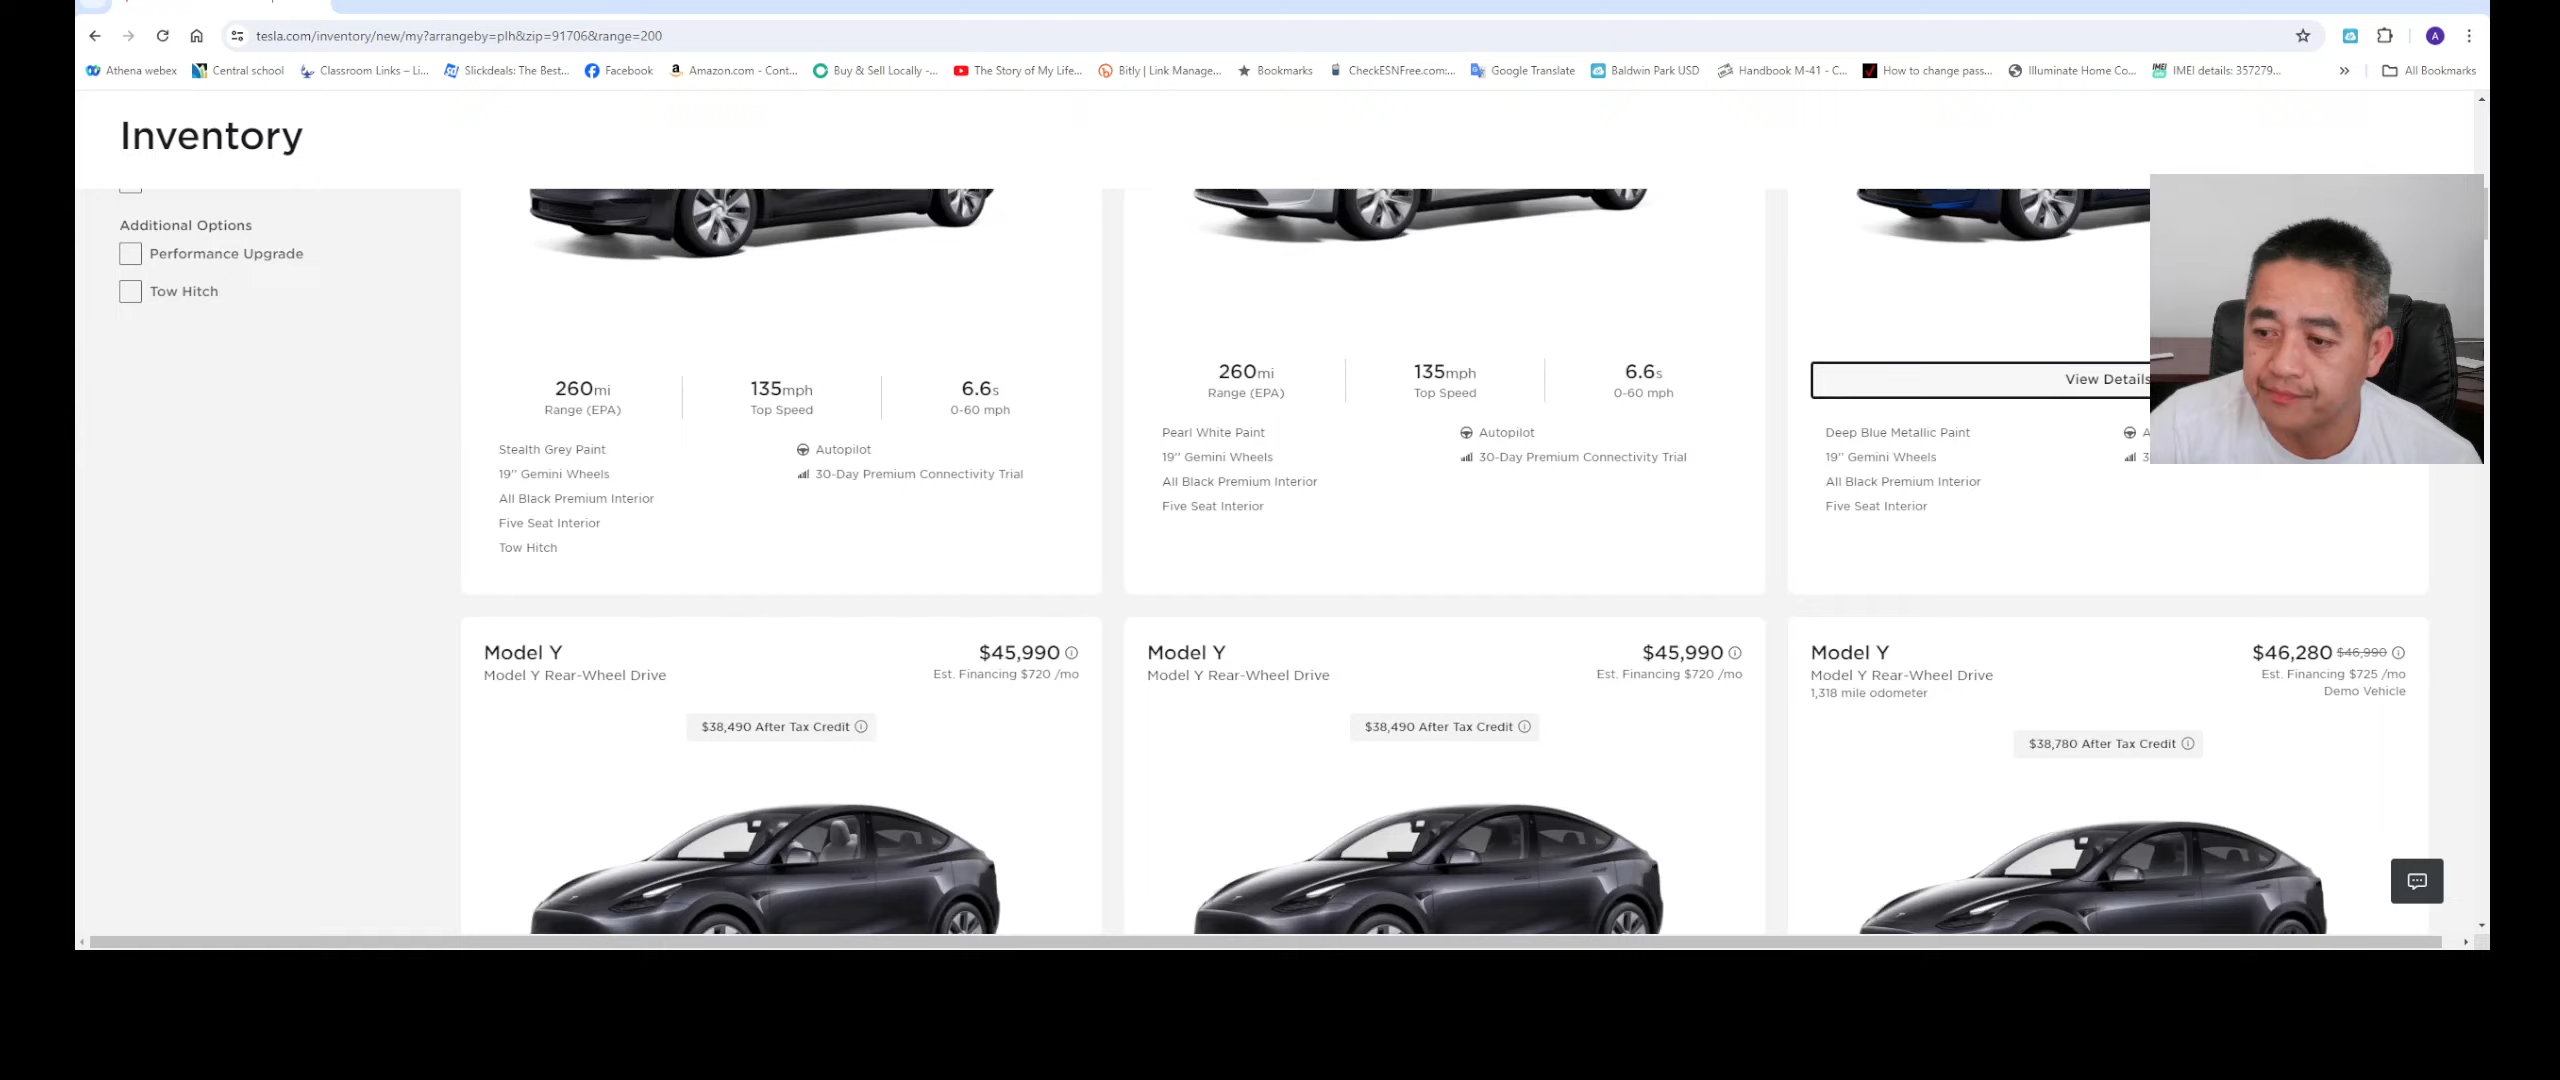 tesla.com/inventory/new/my?arrangeby=plh&zip=91706&range=200
A
Athena webex
Central school
Classroom Links – Li...
Slickdeals: The Best...
Facebook
Amazon.com - Cont...
Buy & Sell Locally -...
The Story of My Life...
Bitly | Link Manage...
Bookmarks
CheckESNFree.com:...
Google Translate
Baldwin Park USD
Handbook M-41 - C...
How to change pass...
Illuminate Home Co...
IMEI details: 357279...
All Bookmarks
Inventory
Additional Options
Performance Upgrade
Tow Hitch
260mi
Range (EPA)
135mph
Top Speed
6.6s
0-60 mph
Stealth Grey Paint
19" Gemini Wheels
All Black Premium Interior
Five Seat Interior
Tow Hitch
Autopilot
30-Day Premium Connectivity Trial
260mi
Range (EPA)
135mph
Top Speed
6.6s
0-60 mph
Pearl White Paint
19" Gemini Wheels
All Black Premium Interior
Five Seat Interior
Autopilot
30-Day Premium Connectivity Trial
View Details
Deep Blue Metallic Paint
19" Gemini Wheels
All Black Premium Interior
Five Seat Interior
A
3
Model Y
Model Y Rear-Wheel Drive
$45,990
Est. Financing $720 /mo
$38,490 After Tax Credit
Model Y
Model Y Rear-Wheel Drive
$45,990
Est. Financing $720 /mo
$38,490 After Tax Credit
Model Y
Model Y Rear-Wheel Drive
1,318 mile odometer
$46,280 $46,990
Est. Financing $725 /mo
Demo Vehicle
$38,780 After Tax Credit